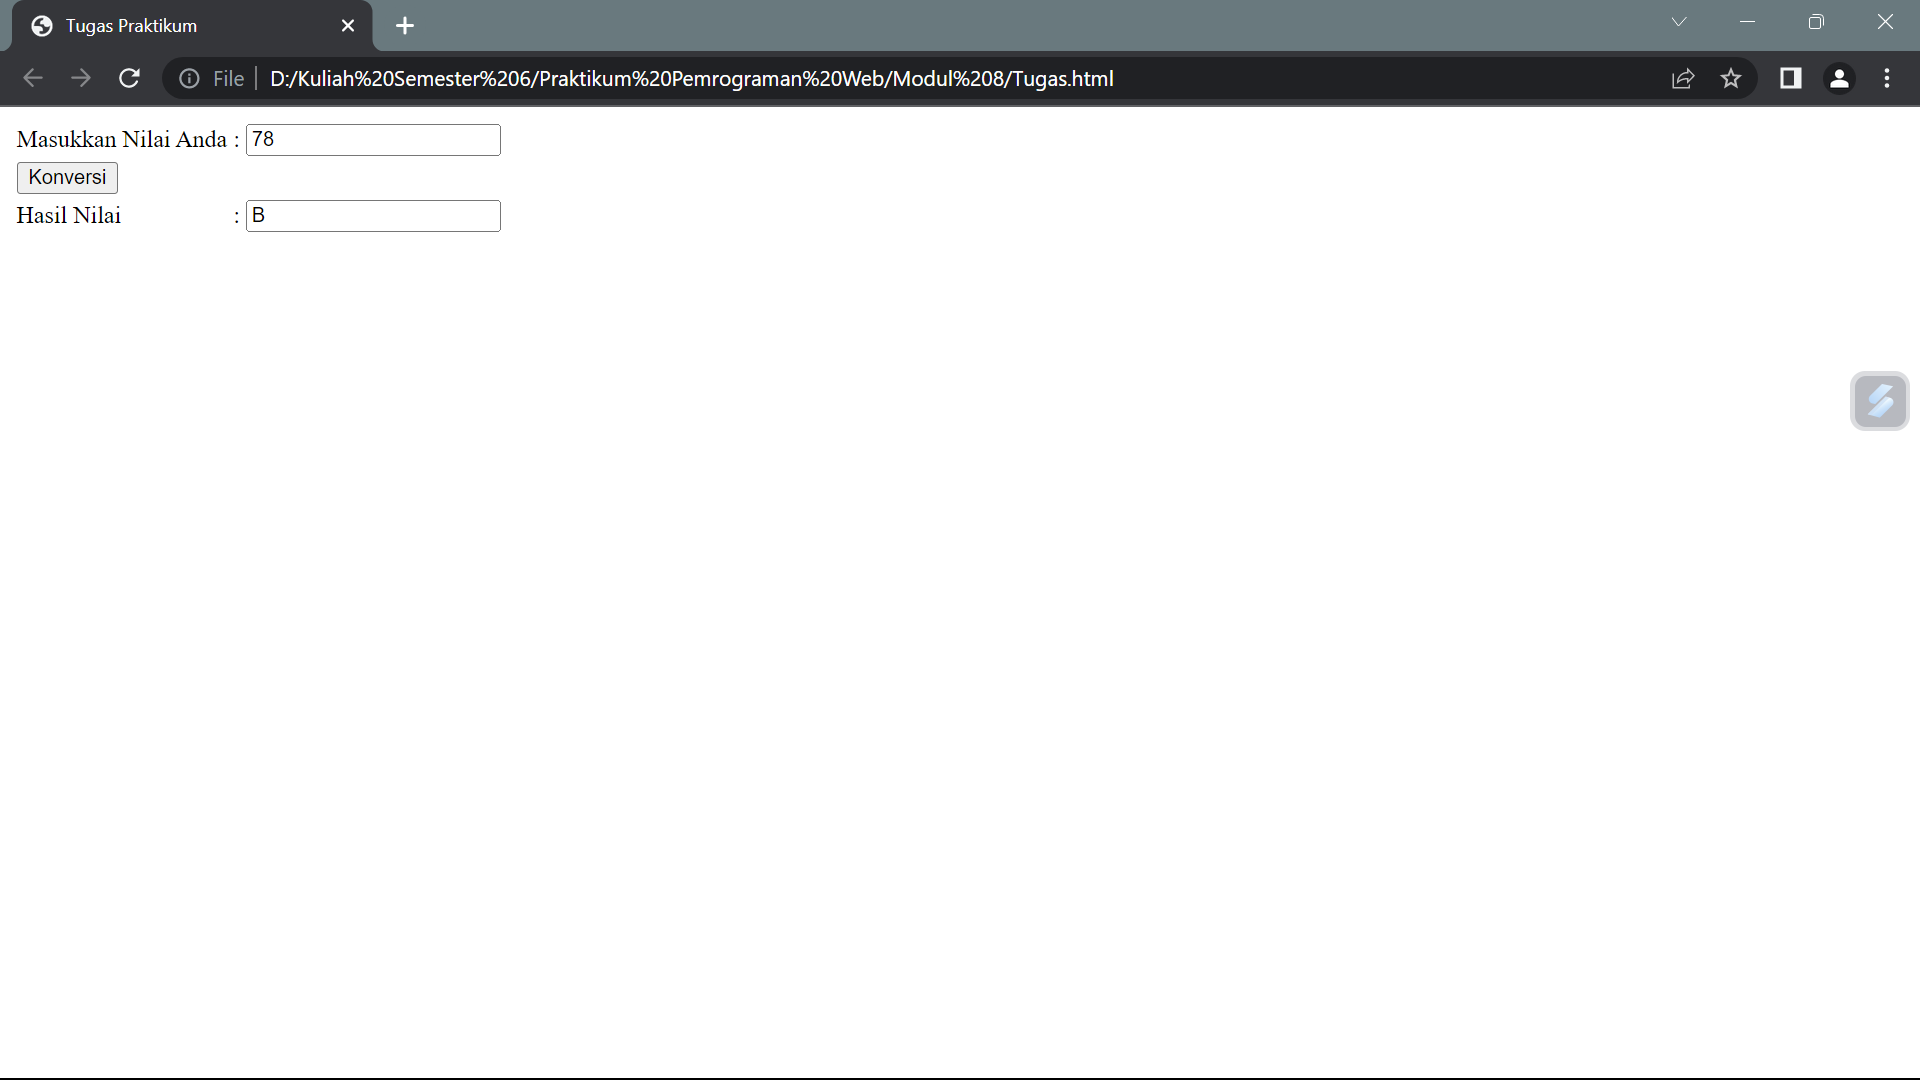 Tugas Praktikum
File D:/Kuliah%20Semester%206/Praktikum%20Pemrograman%20Web/Modul%208/Tugas.html
Masukkan Nilai Anda : 78
Konversi
Hasil Nilai : B